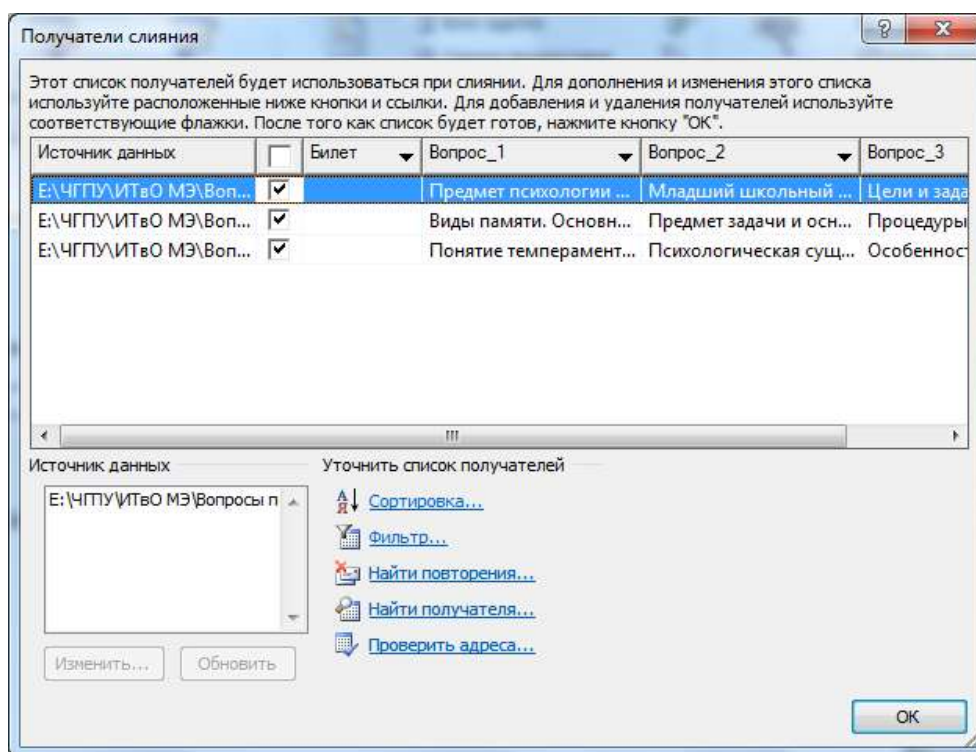 Получатели слияния
Этот список получателей будет использоваться при слиянии. Для дополнения и изменения этого списка
используйте расположенные ниже кнопки и ссылки. Для добавления и удаления получателей используйте
соответствующие флажки. После того как список будет готов, нажмите кнопку "ОК".
Источник данных Билет Вопрос_1 Вопрос_2 Вопрос_3
E:\ЧГПУ\ИТвО МЭ\Воп... Предмет психологии ... Младший школьный ... Цели и зада
E:\ЧГПУ\ИТвО МЭ\Воп... Виды памяти. Основн... Предмет задачи и осн... Процедуры
E:\ЧГПУ\ИТвО МЭ\Воп... Понятие темперамент... Психологическая сущ... Особенност
Источник данных Уточнить список получателей
E:\ЧГПУ\ИТвО МЭ\Вопросы п
Сортировка...
Фильтр...
Найти повторения...
Найти получателя...
Проверить адреса...
Изменить... Обновить
ОК